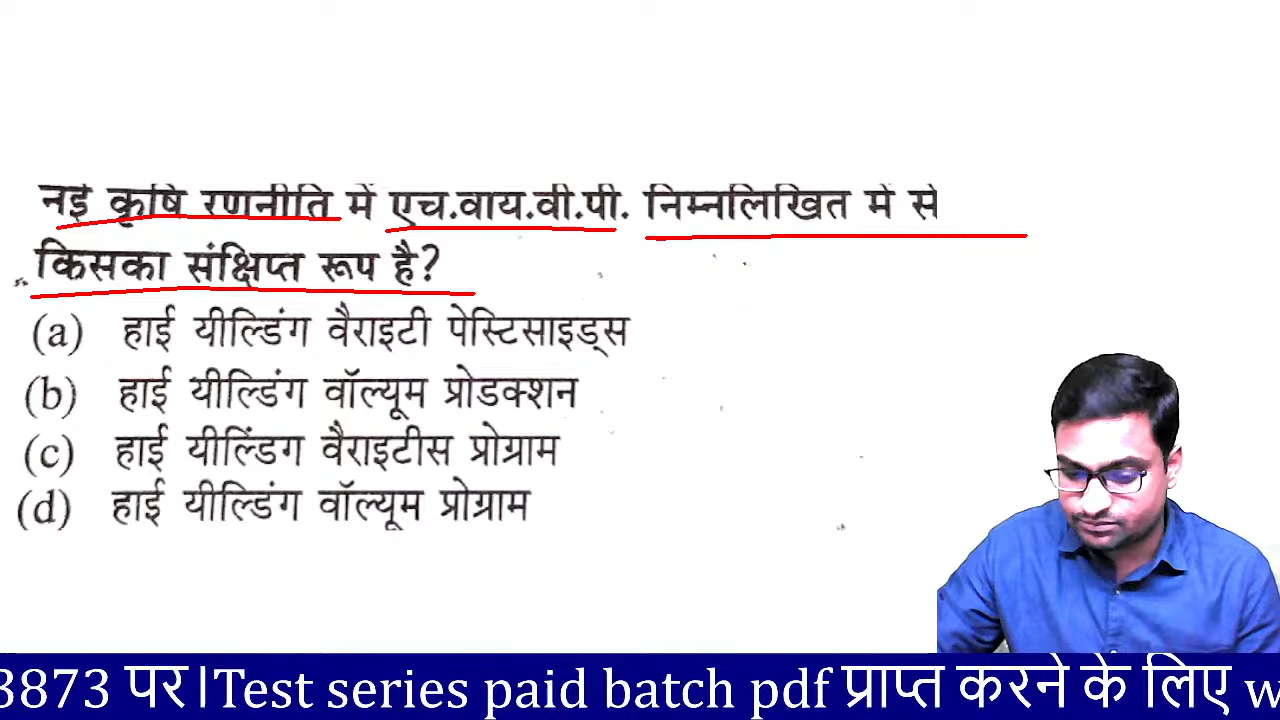 नई कृषि रणनीति में एच.वाय.वी.पी. निम्नलिखित में से
किसका संक्षिप्त रूप है?
(a) हाई यील्डिंग वैराइटी पेस्टिसाइड्स
(b) हाई यील्डिंग वॉल्यूम प्रोडक्शन
(c) हाई यील्डिंग वैराइटीस प्रोग्राम
(d) हाई यील्डिंग वॉल्यूम प्रोग्राम
3873 पर।Test series paid batch pdf प्राप्त करने के लिए w